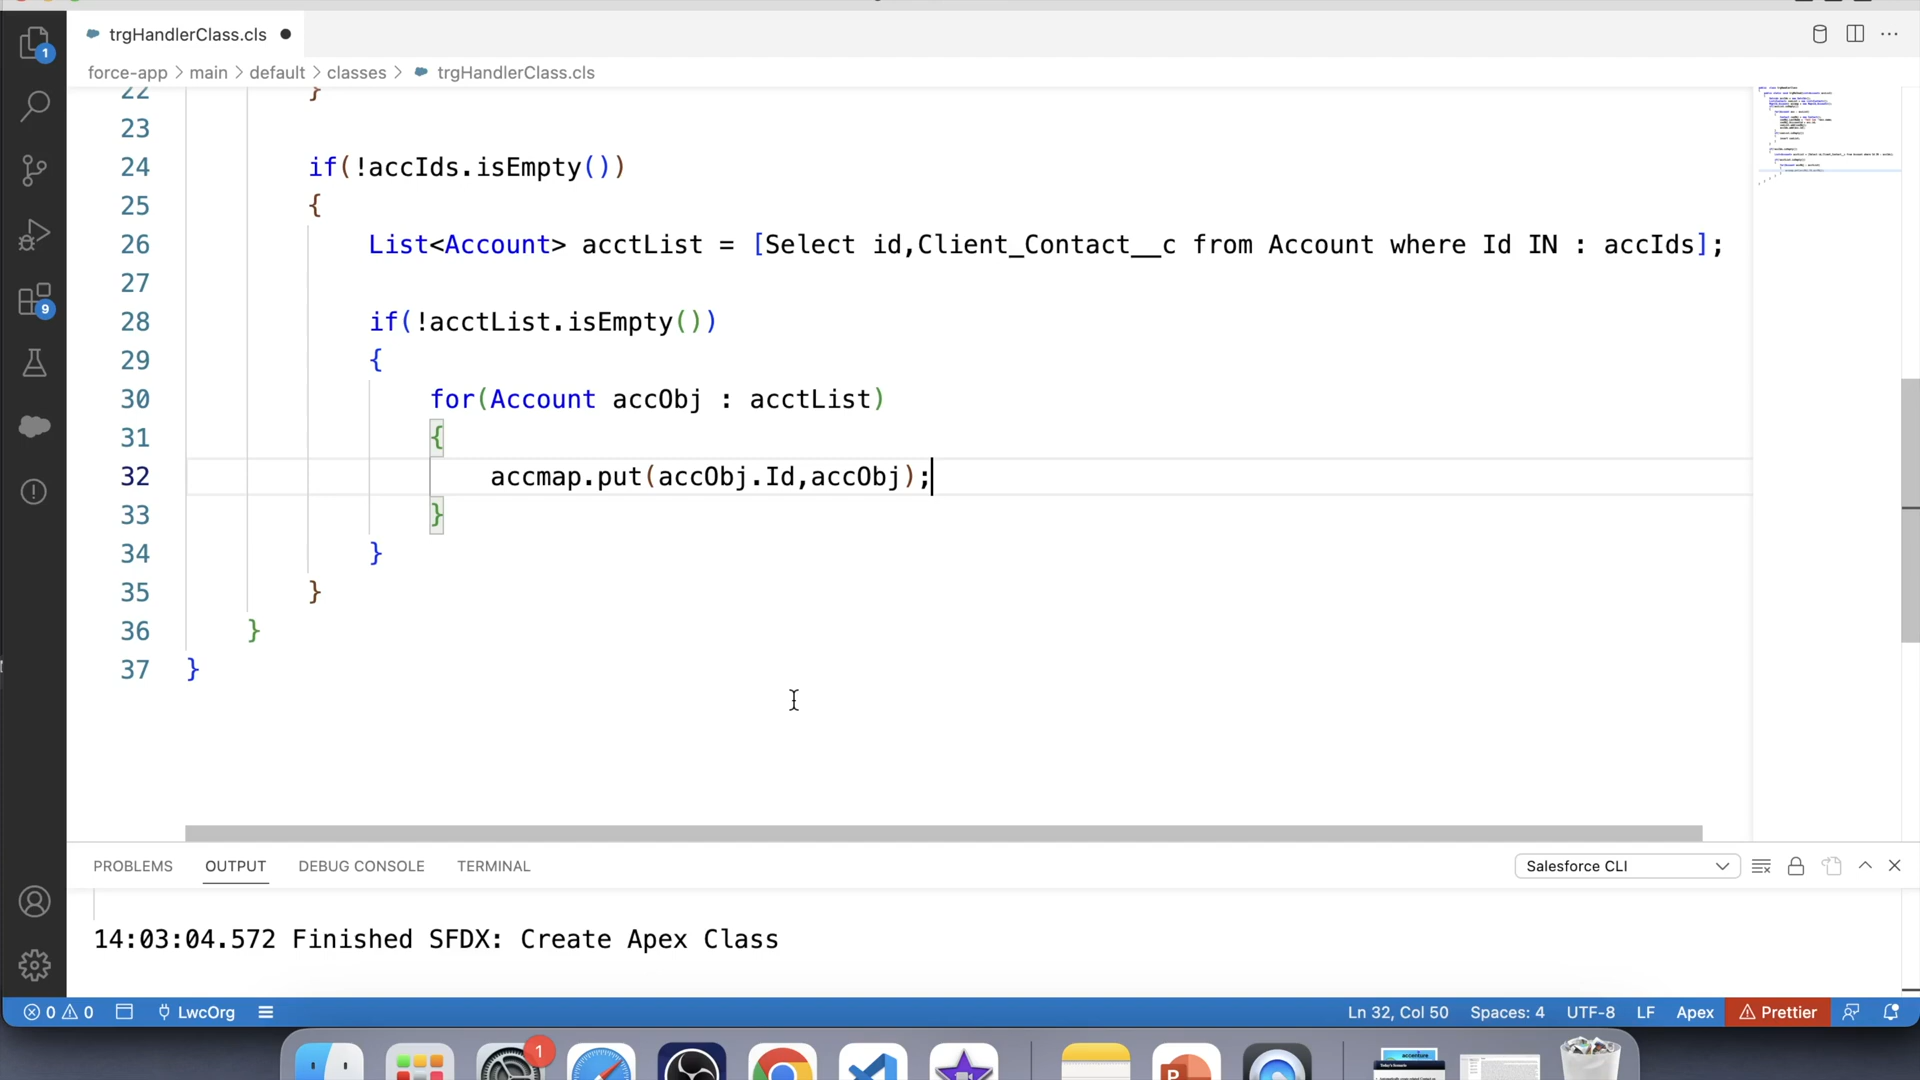 trgHandlerClass.cls
force-app > main > default > classes > trgHandlerClass.cls
22 }
23
24 if(!accIds.isEmpty())
25 {
26 List<Account> acctList = [Select id,Client_Contact__c from Account where Id IN : accIds];
27
28 if(!acctList.isEmpty())
29 {
30 for(Account accObj : acctList)
31 {
32 accmap.put(accObj.Id,accObj);
33 }
34 }
35 }
36 }
37 }
1
9
PROBLEMS OUTPUT DEBUG CONSOLE TERMINAL Salesforce CLI
14:03:04.572 Finished SFDX: Create Apex Class
0 0 LwcOrg Ln 32, Col 50 Spaces: 4 UTF-8 LF Apex Prettier
1
accenture